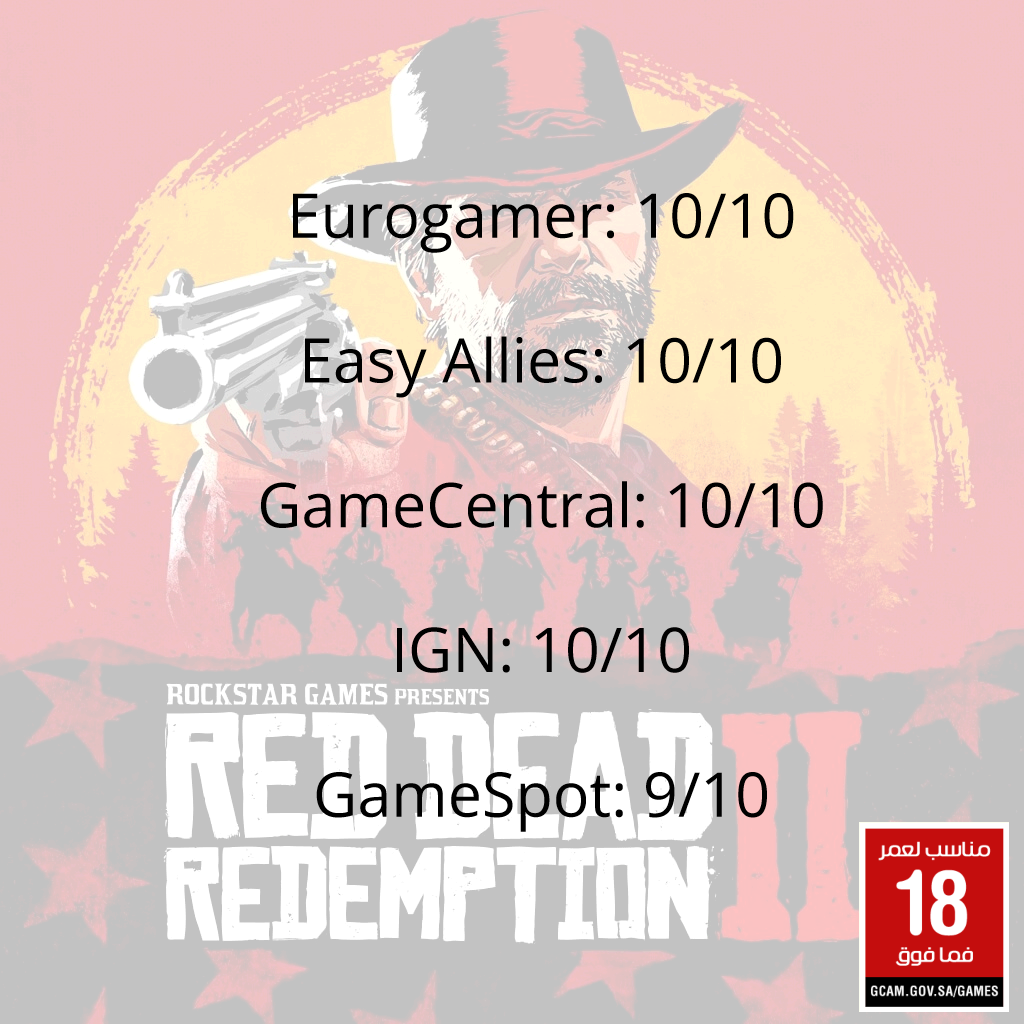 Eurogamer: 10/10
Easy Allies: 10/10
GameCentral: 10/10
IGN: 10/10
ROCKSTAR GAMES PRESENTS
RED DEAD
GameSpot: 9/10
REDEMPTION II
مناسب لعمر
18
فما فوق
GCAM.GOV.SA/GAMES